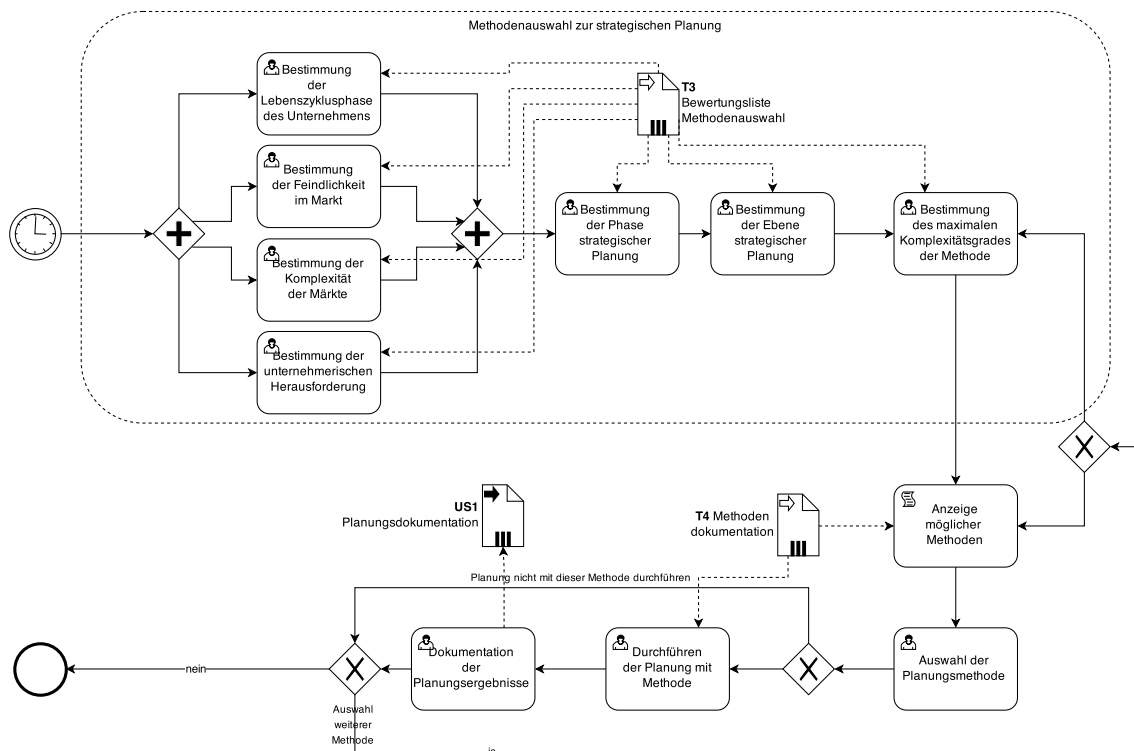 Methodenauswahl zur strategischen Planung
Bestimmung
der
Lebenszyklusphase
des Unternehmens
T3
Bewertungsliste
Methodenauswahl
Bestimmung
der Feindlichkeit
im Markt
Bestimmung der
Komplexität
der Märkte
Bestimmung der
unternehmerischen
Herausforderung
Bestimmung
der Phase
strategischer
Planung
Bestimmung
der Ebene
strategischer
Planung
Bestimmung
des maximalen
Komplexitätsgrades
der Methode
US1
Planungsdokumentation
T4 Methoden
dokumentation
Anzeige
möglicher
Methoden
Planung nicht mit dieser Methode durchführen
nein
Dokumentation
der
Planungsergebnisse
Durchführen
der Planung mit
Methode
Auswahl der
Planungsmethode
Auswahl
weiterer
Methode